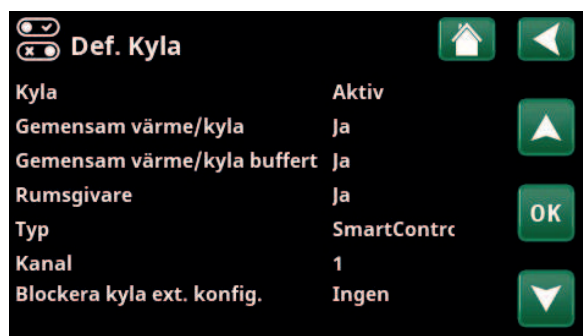 Def. Kyla
Kyla Aktiv
Gemensam värme/kyla Ja
Gemensam värme/kyla buffert Ja
Rumsgivare Ja
Typ SmartContrc
Kanal 1
Blockera kyla ext. konfig. Ingen
OK